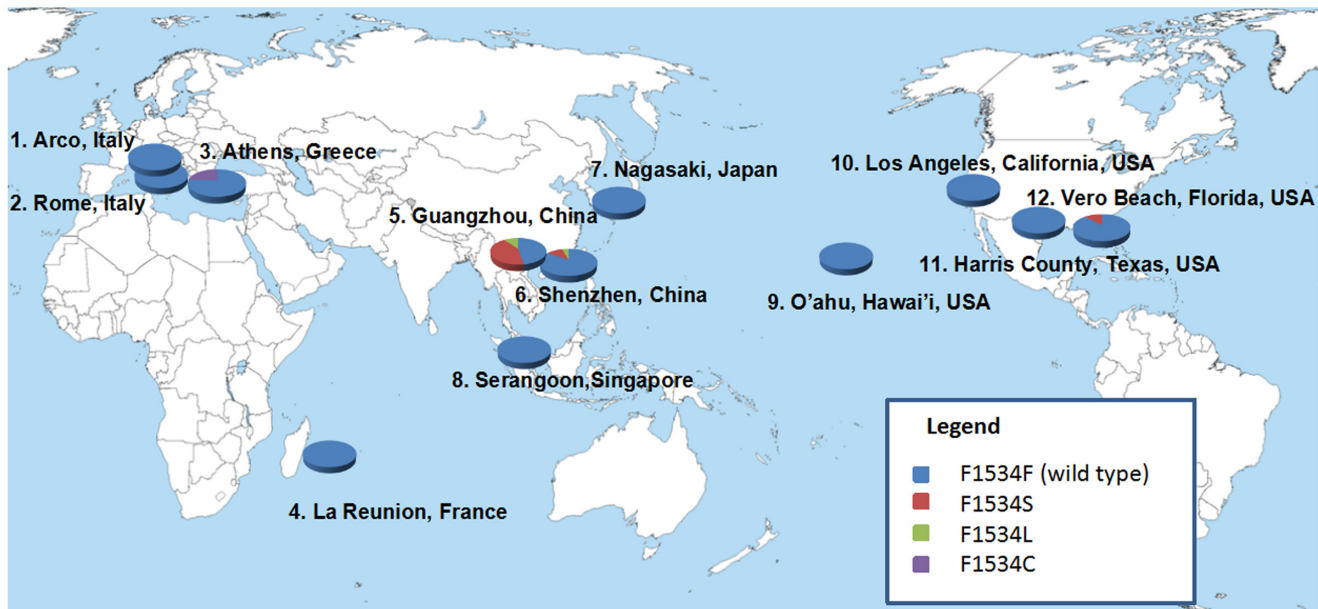 1. Arco, Italy
3. Athens, Greece
2. Rome, Italy
7. Nagasaki, Japan
5. Guangzhou, China
6. Shenzhen, China
8. Serangoon,Singapore
4. La Reunion, France
10. Los Angeles, California, USA
12. Vero Beach, Florida, USA
11. Harris County, Texas, USA
9. O'ahu, Hawai'i, USA
Legend
F1534F (wild type)
F1534S
F1534L
F1534C